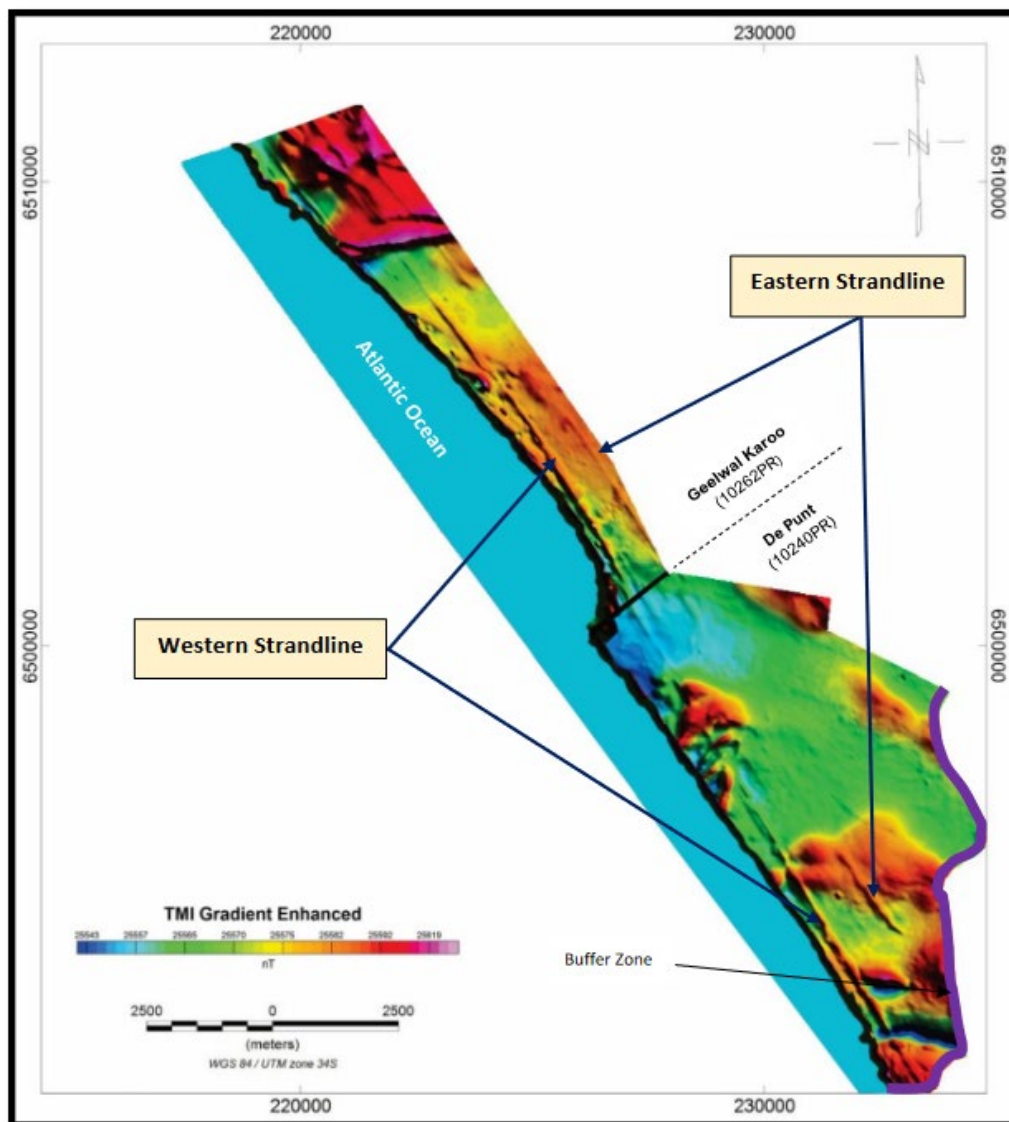 220000
230000
6510000
6510000
Eastern Strandline
Atlantic Ocean
Geelwal Karoo
(10262PR)
De Punt
(10240PR)
Western Strandline
6500000
6500000
TMI Gradient Enhanced
25543 25557 25565 25570 25575 25582 25592 25619
nT
Buffer Zone
2500 0 2500
(meters)
WGS 84 / UTM zone 34S
220000
230000
N